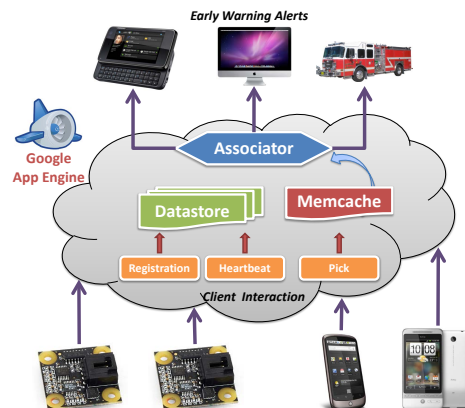 Early Warning Alerts
Google
App Engine
Associator
Datastore
Memcache
Registration
Heartbeat
Pick
Client Interaction